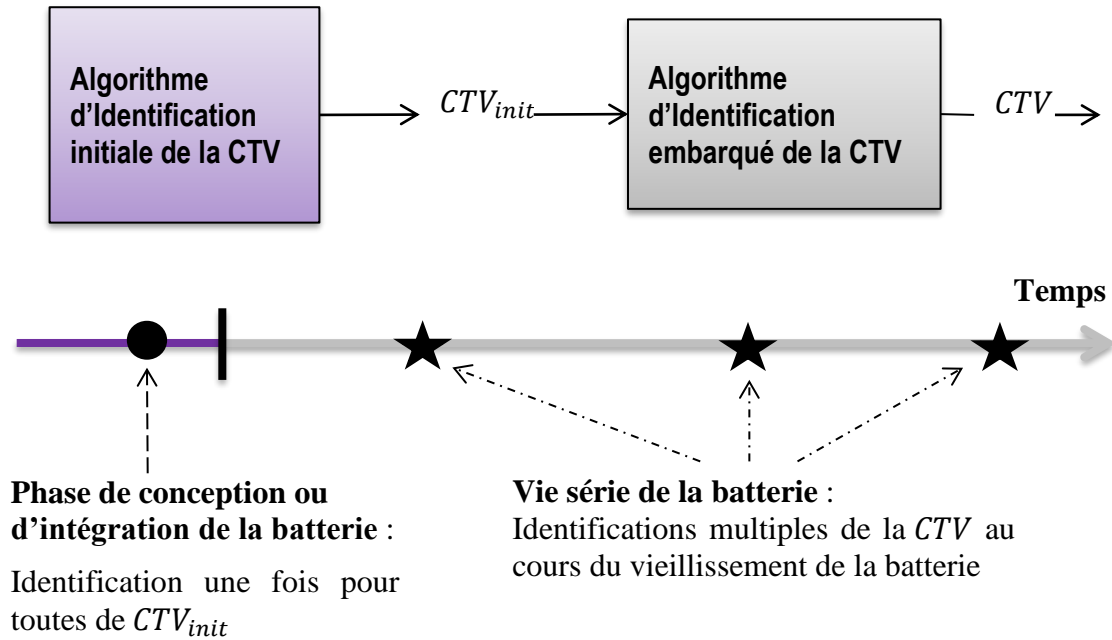 Algorithme
d'Identification
initiale de la CTV
CTV_init
Algorithme
d'Identification
embarqué de la CTV
CTV
Temps
Phase de conception ou
d'intégration de la batterie :
Identification une fois pour
toutes de CTV_init
Vie série de la batterie :
Identifications multiples de la CTV au
cours du vieillissement de la batterie